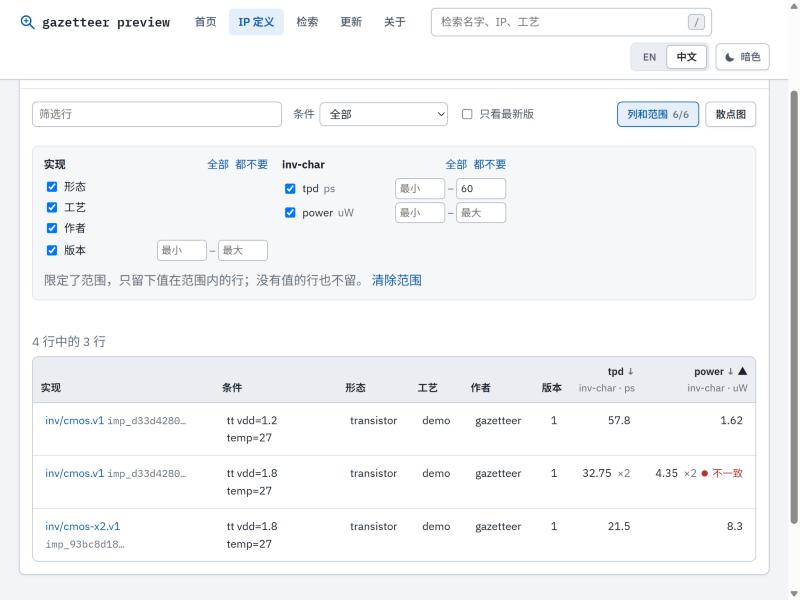 gazetteer preview
首页
IP 定义
检索
更新
关于
检索名字、IP、工艺
/
EN
中文
暗色
筛选行
条件
全部
只看最新版
列和范围 6/6
散点图
实现 全部 都不要
形态
工艺
作者
版本 最小 – 最大
inv-char 全部 都不要
tpd ps 最小 – 60
power uW 最小 – 最大
限定了范围，只留下值在范围内的行；没有值的行也不留。 清除范围
4 行中的 3 行
实现 条件 形态 工艺 作者 版本 tpd ↓ inv-char · ps power ↓ ▲ inv-char · uW
inv/cmos.v1 imp_d33d4280… tt vdd=1.2 temp=27 transistor demo gazetteer 1 57.8 1.62
inv/cmos.v1 imp_d33d4280… tt vdd=1.8 temp=27 transistor demo gazetteer 1 32.75 ×2 4.35 ×2 ● 不一致
inv/cmos-x2.v1 imp_93bc8d18… tt vdd=1.8 temp=27 transistor demo gazetteer 1 21.5 8.3